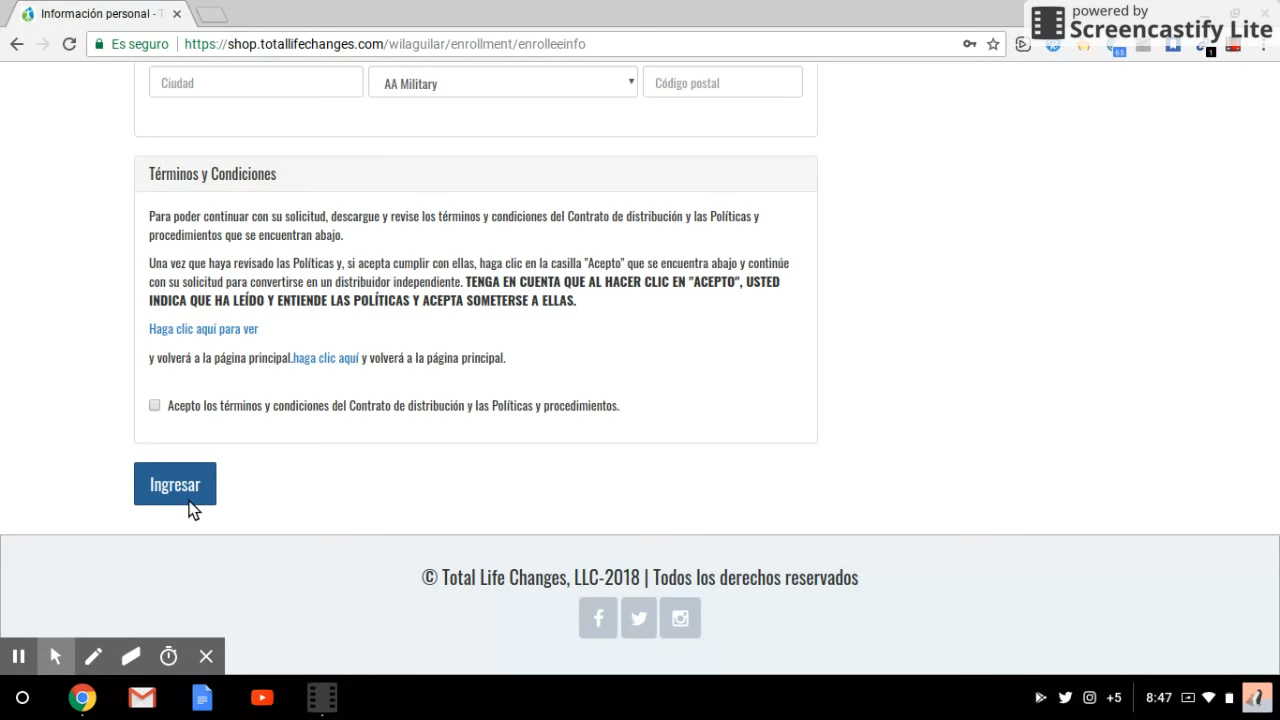 Información personal - T
powered by
Screencastify Lite
Es seguro
https://shop.totallifechanges.com/wilaguilar/enrollment/enrolleeinfo
65
1
Ciudad
AA Military
Código postal
Términos y Condiciones
Para poder continuar con su solicitud, descargue y revise los términos y condiciones del Contrato de distribución y las Políticas y
procedimientos que se encuentran abajo.
Una vez que haya revisado las Políticas y, si acepta cumplir con ellas, haga clic en la casilla "Acepto" que se encuentra abajo y continúe
con su solicitud para convertirse en un distribuidor independiente. TENGA EN CUENTA QUE AL HACER CLIC EN "ACEPTO", USTED
INDICA QUE HA LEÍDO Y ENTIENDE LAS POLÍTICAS Y ACEPTA SOMETERSE A ELLAS.
Haga clic aquí para ver
y volverá a la página principal.haga clic aquí y volverá a la página principal.
Acepto los términos y condiciones del Contrato de distribución y las Políticas y procedimientos.
Ingresar
© Total Life Changes, LLC-2018 | Todos los derechos reservados
+5
8:47